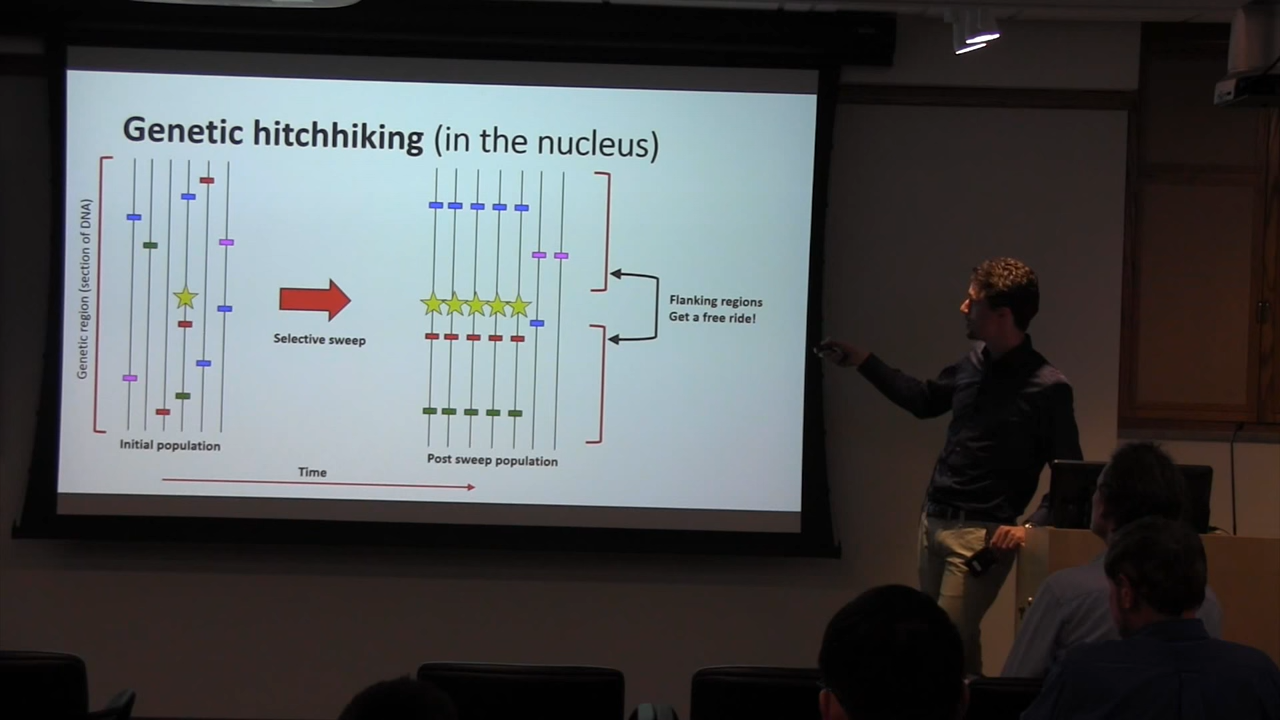 Genetic hitchhiking (in the nucleus)
Genetic region (section of DNA)
Selective sweep
Flanking regions
Get a free ride!
Initial population
Post sweep population
Time